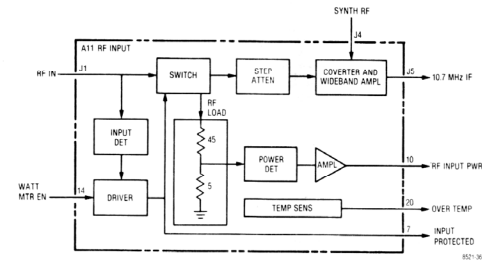 SYNTH RF
J4
A11 RF INPUT
RF IN
J1
SWITCH
STEP ATTEN
COVERTER AND WIDEBAND AMPL
J5
10.7 MHz IF
RF LOAD
INPUT DET
45
POWER DET
AMPL
10
RF INPUT PWR
WATT MTR EN
14
DRIVER
5
TEMP SENS
20
OVER TEMP
7
INPUT PROTECTED
8521-36